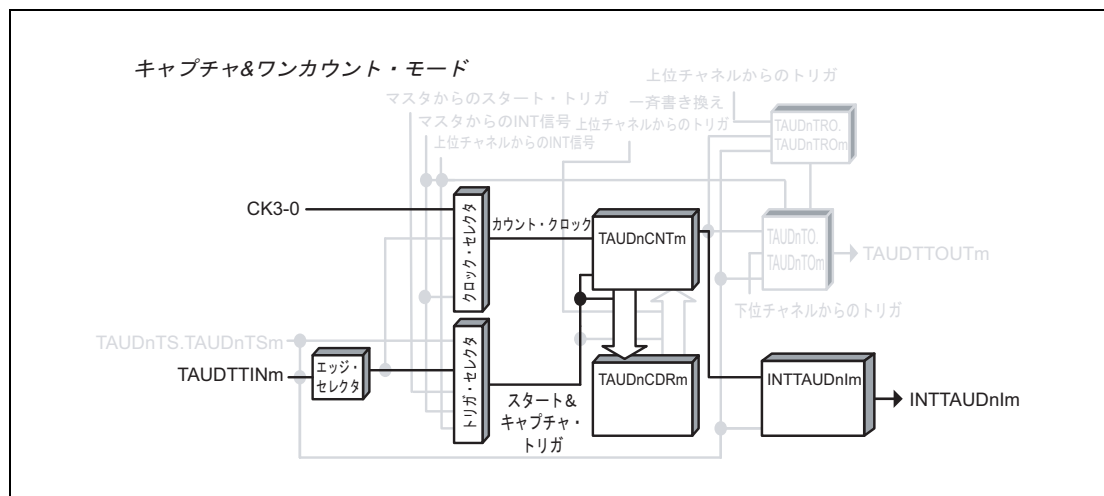 キャプチャ&ワンカウント・モード
上位チャネルからのトリガ
マスタからのスタート・トリガ
一斉書き換え
マスタからのINT信号
上位チャネルからのトリガ
上位チャネルからのINT信号
TAUDnTRO.
TAUDnTROm
CK3-0
クロック・セレクタ
カウント・クロック
TAUDnCNTm
TAUDnTO.
TAUDnTOm
TAUDTTOUTm
下位チャネルからのトリガ
TAUDnTS.TAUDnTSm
TAUDTTINm
エッジ・
セレクタ
トリガ・セレクタ
スタート&
キャプチャ・
トリガ
TAUDnCDRm
INTTAUDnIm
INTTAUDnIm